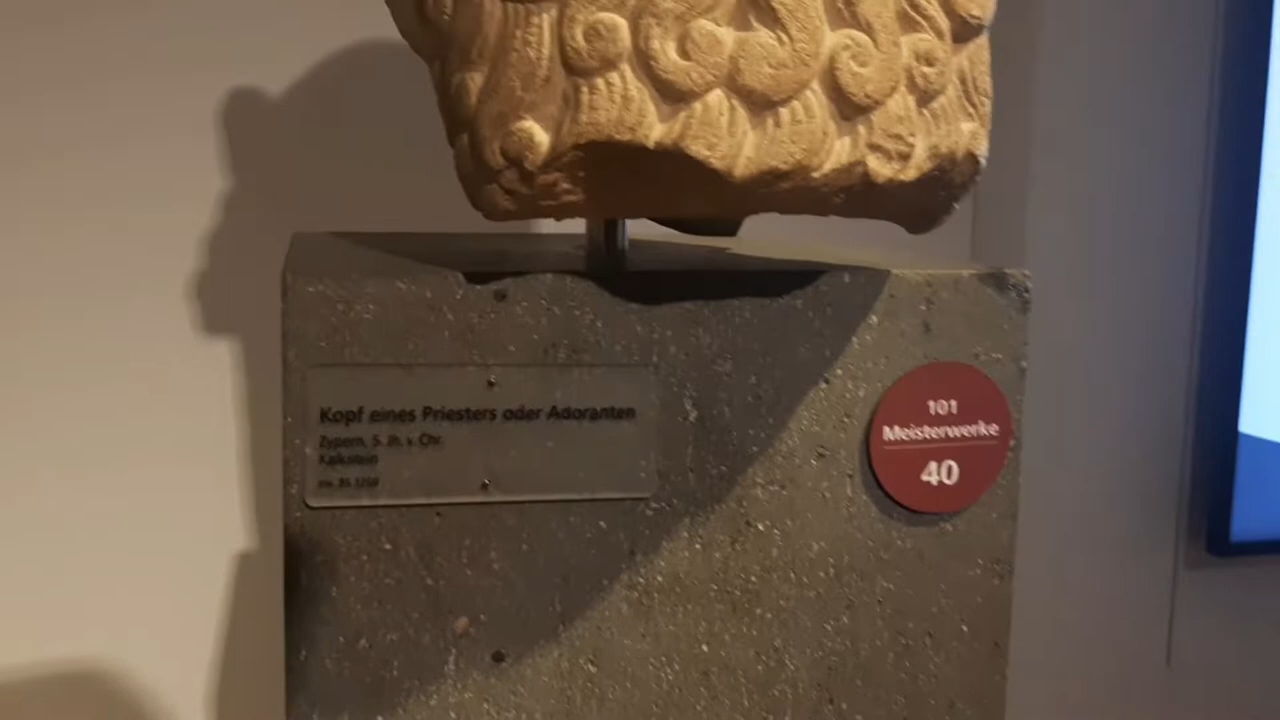 Kopf eines Priesters oder Adoranten
Zypern, 5. Jh. v. Chr.
Kalkstein
101
Meisterwerke
40